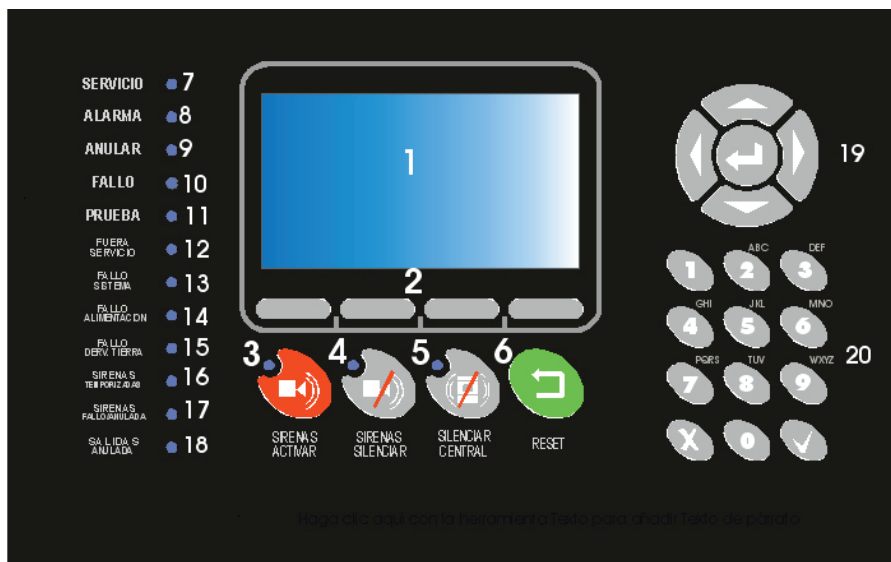 SERVICIO 7
ALARMA 8
ANULAR 9
FALLO 10
PRUEBA 11
FUERA
SERVICIO 12
FALLO
SISTEMA 13
FALLO
ALIMENTACION 14
FALLO
DERV. TIERRA 15
SIRENAS
TEMPORIZADAS 16
SIRENAS
FALLO/ANULADA 17
SALIDAS
ANULADA 18
1
2
3 4 5 6
SIRENAS
ACTIVAR
SIRENAS
SILENCIAR
SILENCIAR
CENTRAL
RESET
19
ABC DEF
1 2 3
GHI JKL MNO
4 5 6
PQRS TUV WXYZ
7 8 9
20
X 0
Haga clic aquí con la herramienta Texto para añadir Texto de párrafo